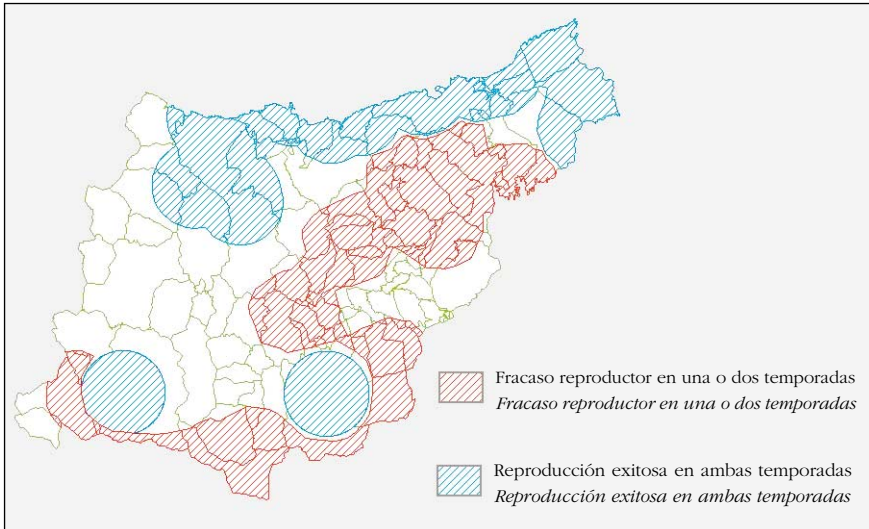 Fracaso reproductor en una o dos temporadas
Fracaso reproductor en una o dos temporadas
Reproducción exitosa en ambas temporadas
Reproducción exitosa en ambas temporadas